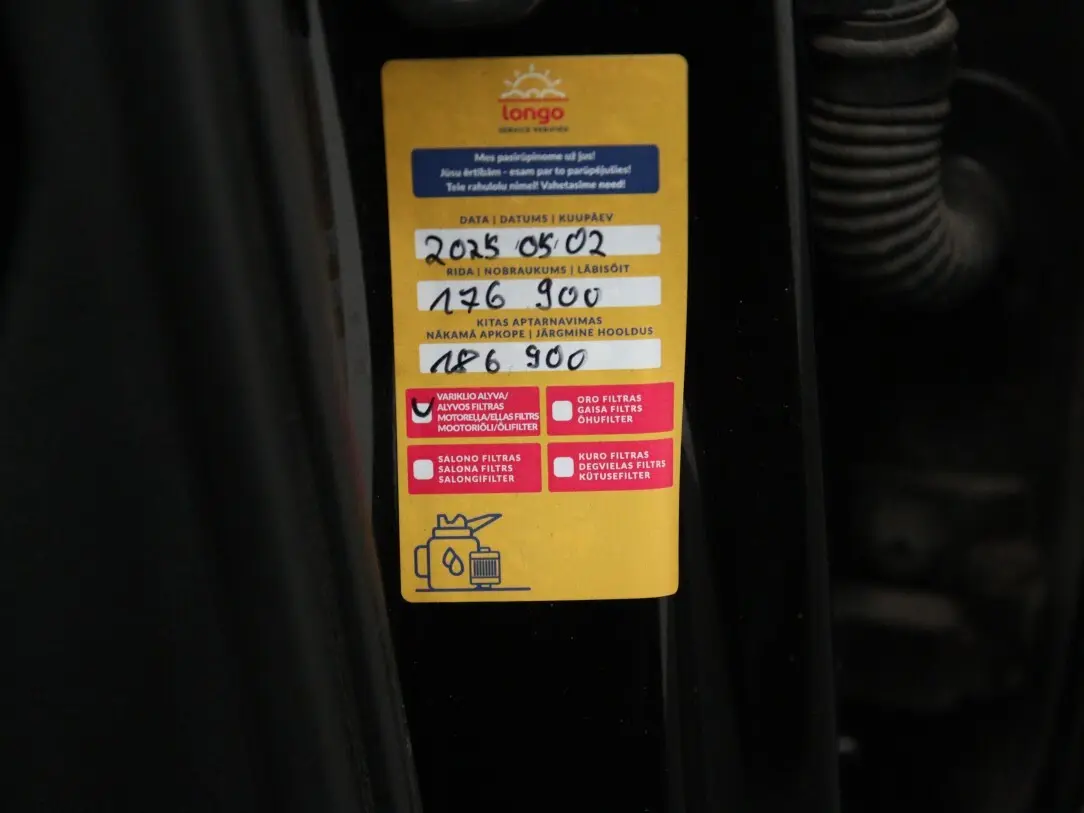 longo
SERVICE VERIFIED
Mes pasirūpinome už jus!
Jūsu ērtībām - esam par to parūpējušies!
Teie rahulolu nimel! Vahetasime need!
DATA | DATUMS | KUUPÄEV
2025 05 02
RIDA | NOBRAUKUMS | LÄBISÕIT
176 900
KITAS APTARNAVIMAS
NĀKAMĀ APKOPE | JÄRGMINE HOOLDUS
186 900
VARIKLIO ALYVA/
ALYVOS FILTRAS
MOTOREĻĻA/EĻĻAS FILTRS
MOOTORIÕLI/ÕLIFILTER
ORO FILTRAS
GAISA FILTRS
ÕHUFILTER
SALONO FILTRAS
SALONA FILTRS
SALONGIFILTER
KURO FILTRAS
DEGVIELAS FILTRS
KÜTUSEFILTER